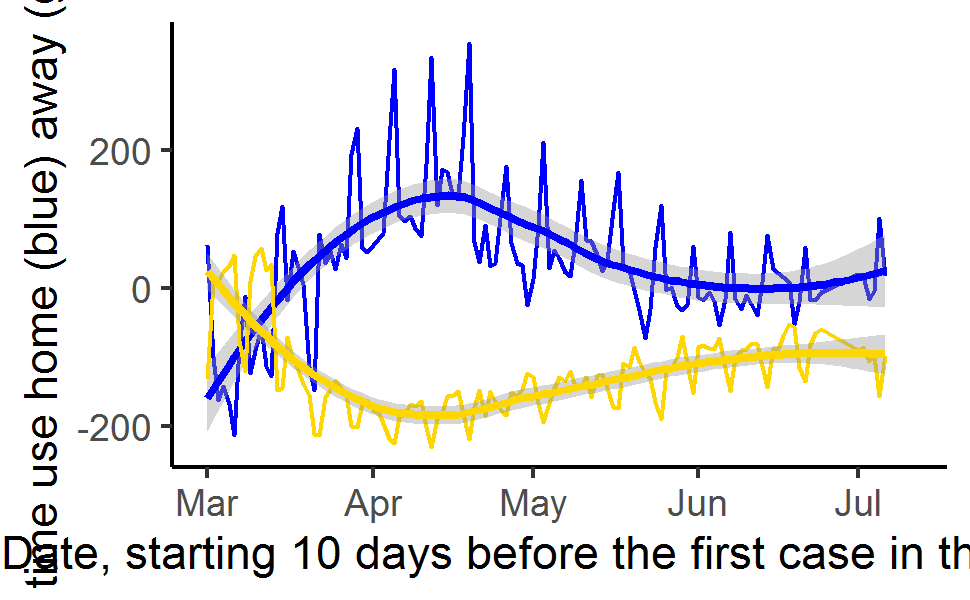 time use home (blue) away (g
200
0
-200
Mar Apr May Jun Jul
Date, starting 10 days before the first case in th